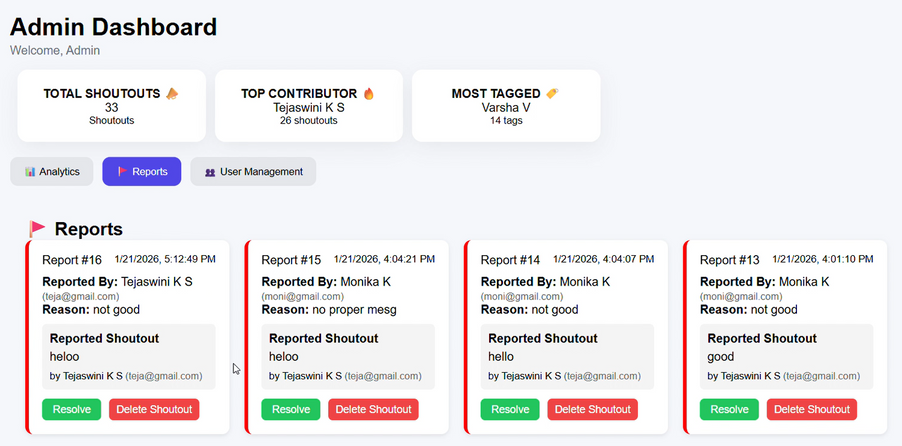 Admin Dashboard
Welcome, Admin
TOTAL SHOUTOUTS
33
Shoutouts
TOP CONTRIBUTOR
Tejaswini K S
26 shoutouts
MOST TAGGED
Varsha V
14 tags
Analytics
Reports
User Management
Reports
Report #16 1/21/2026, 5:12:49 PM
Reported By: Tejaswini K S
(teja@gmail.com)
Reason: not good
Reported Shoutout
heloo
by Tejaswini K S (teja@gmail.com)
Resolve
Delete Shoutout
Report #15 1/21/2026, 4:04:21 PM
Reported By: Monika K
(moni@gmail.com)
Reason: no proper mesg
Reported Shoutout
heloo
by Tejaswini K S (teja@gmail.com)
Resolve
Delete Shoutout
Report #14 1/21/2026, 4:04:07 PM
Reported By: Monika K
(moni@gmail.com)
Reason: not good
Reported Shoutout
hello
by Tejaswini K S (teja@gmail.com)
Resolve
Delete Shoutout
Report #13 1/21/2026, 4:01:10 PM
Reported By: Monika K
(moni@gmail.com)
Reason: not good
Reported Shoutout
good
by Tejaswini K S (teja@gmail.com)
Resolve
Delete Shoutout